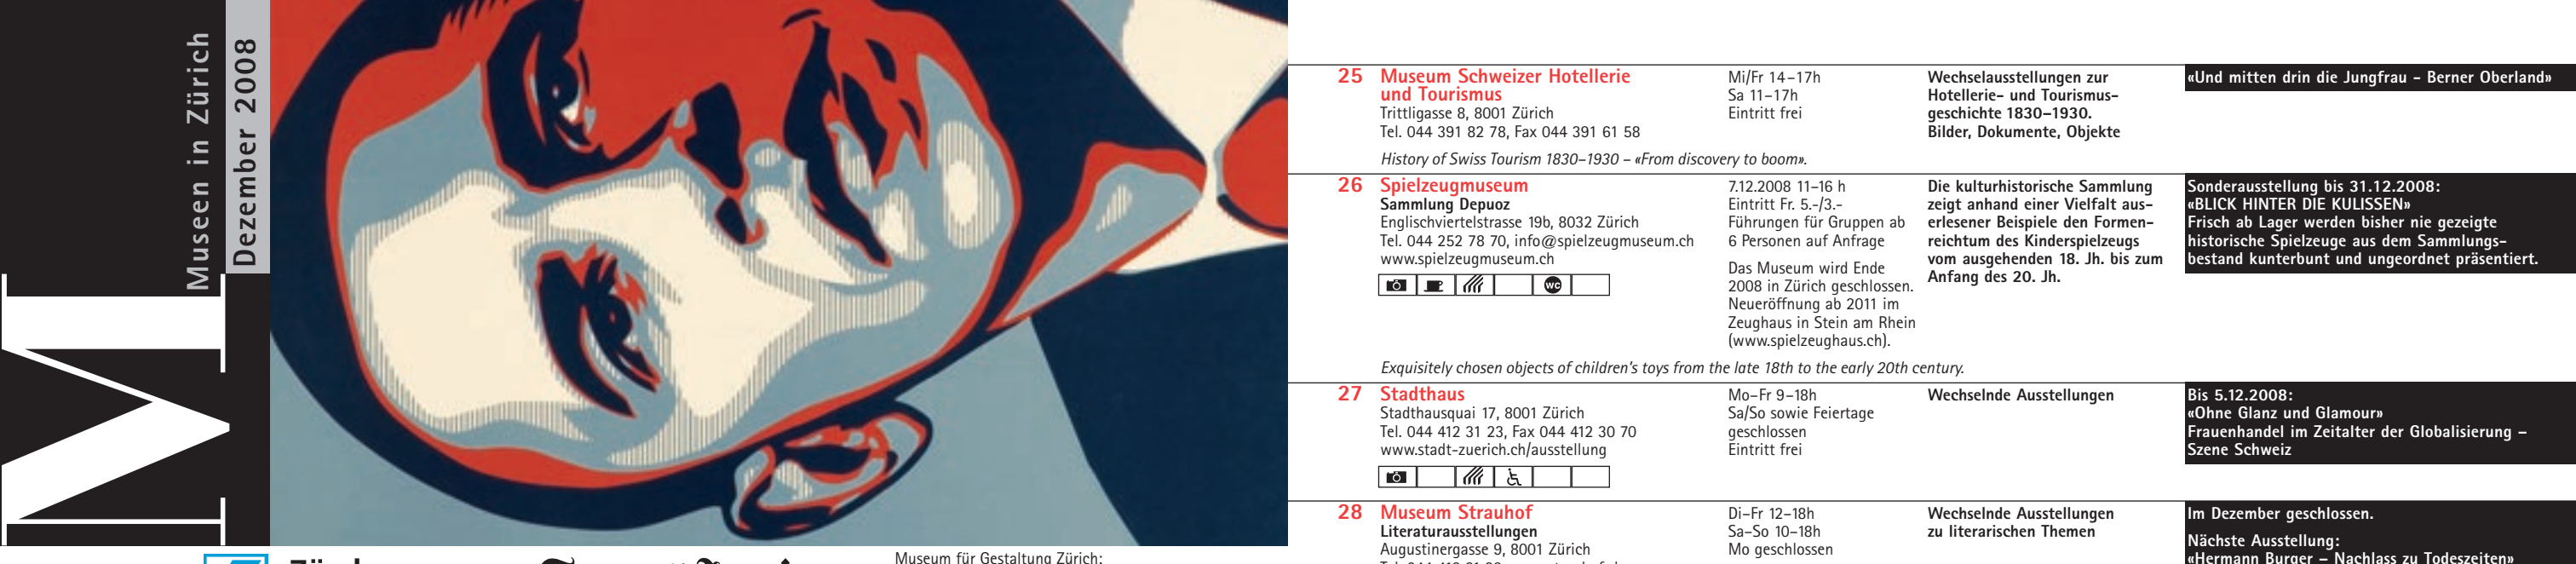 Museen in Zürich
Dezember 2008
M
Museum für Gestaltung Zürich:
25 Museum Schweizer Hotellerie
und Tourismus
Trittligasse 8, 8001 Zürich
Tel. 044 391 82 78, Fax 044 391 61 58
Mi/Fr 14–17h
Sa 11–17h
Eintritt frei
Wechselausstellungen zur
Hotellerie- und Tourismus-
geschichte 1830–1930.
Bilder, Dokumente, Objekte
«Und mitten drin die Jungfrau - Berner Oberland»
History of Swiss Tourism 1830–1930 – «From discovery to boom».
26 Spielzeugmuseum
Sammlung Depuoz
Englischviertelstrasse 19b, 8032 Zürich
Tel. 044 252 78 70, info@spielzeugmuseum.ch
www.spielzeugmuseum.ch
WC
7.12.2008 11–16 h
Eintritt Fr. 5.-/3.-
Führungen für Gruppen ab
6 Personen auf Anfrage
Das Museum wird Ende
2008 in Zürich geschlossen.
Neueröffnung ab 2011 im
Zeughaus in Stein am Rhein
(www.spielzeughaus.ch).
Die kulturhistorische Sammlung
zeigt anhand einer Vielfalt aus-
erlesener Beispiele den Formen-
reichtum des Kinderspielzeugs
vom ausgehenden 18. Jh. bis zum
Anfang des 20. Jh.
Sonderausstellung bis 31.12.2008:
«BLICK HINTER DIE KULISSEN»
Frisch ab Lager werden bisher nie gezeigte
historische Spielzeuge aus dem Sammlungs-
bestand kunterbunt und ungeordnet präsentiert.
Exquisitely chosen objects of children's toys from the late 18th to the early 20th century.
27 Stadthaus
Stadthausquai 17, 8001 Zürich
Tel. 044 412 31 23, Fax 044 412 30 70
www.stadt-zuerich.ch/ausstellung
Mo–Fr 9–18h
Sa/So sowie Feiertage
geschlossen
Eintritt frei
Wechselnde Ausstellungen
Bis 5.12.2008:
«Ohne Glanz und Glamour»
Frauenhandel im Zeitalter der Globalisierung –
Szene Schweiz
28 Museum Strauhof
Literaturausstellungen
Augustinergasse 9, 8001 Zürich
Di–Fr 12–18h
Sa–So 10–18h
Mo geschlossen
Wechselnde Ausstellungen
zu literarischen Themen
Im Dezember geschlossen.
Nächste Ausstellung:
«Hermann Burger – Nachlass zu Todeszeiten»